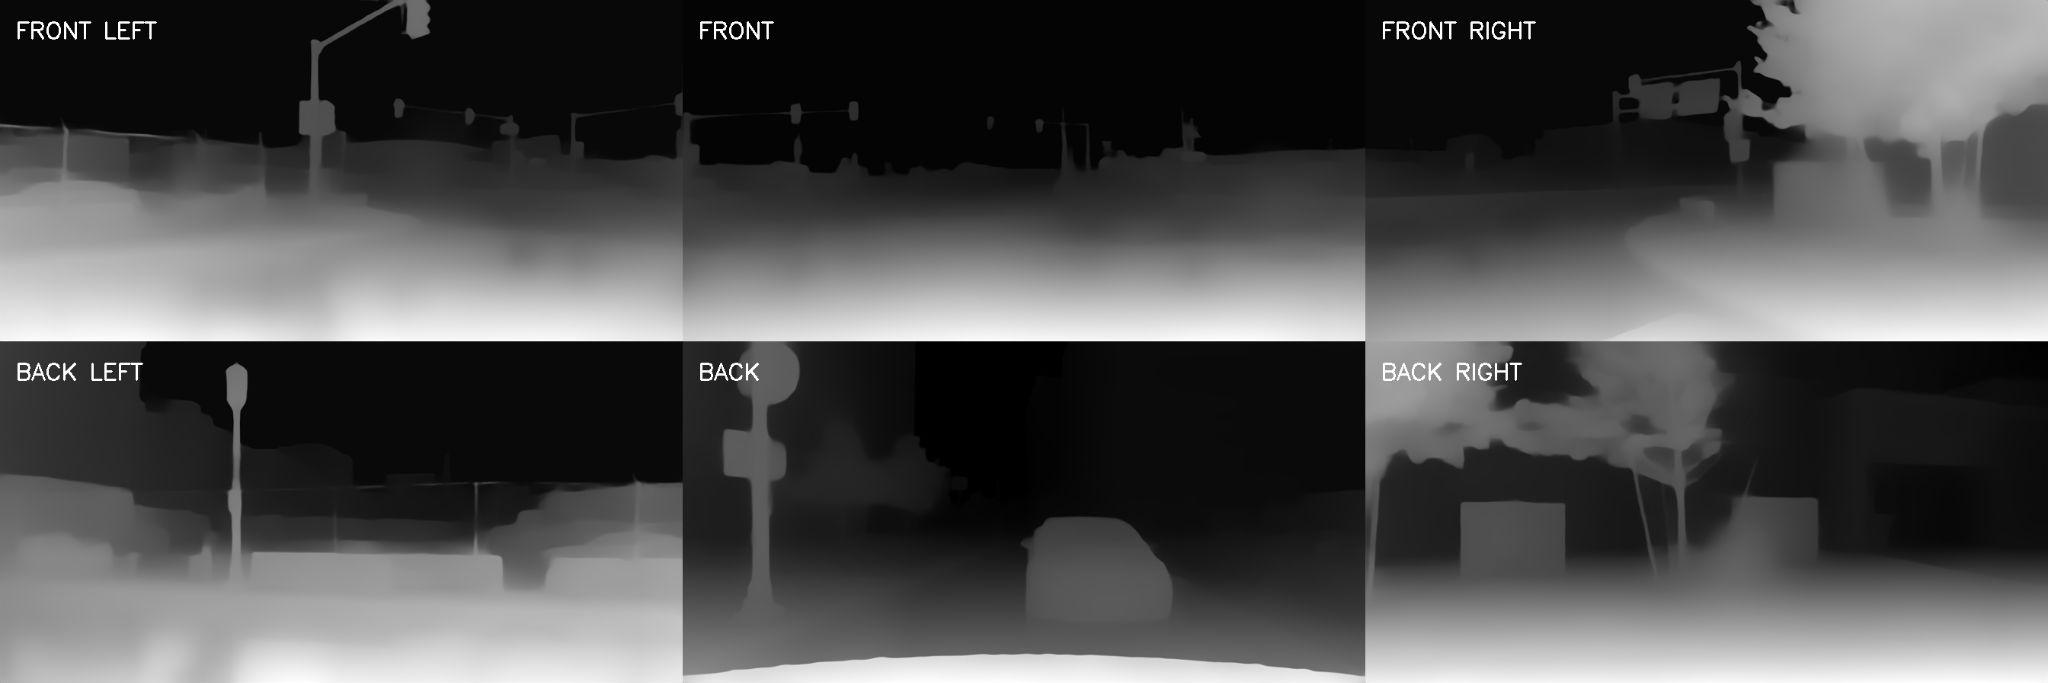 FRONT LEFT
FRONT
FRONT RIGHT
BACK LEFT
BACK
BACK RIGHT